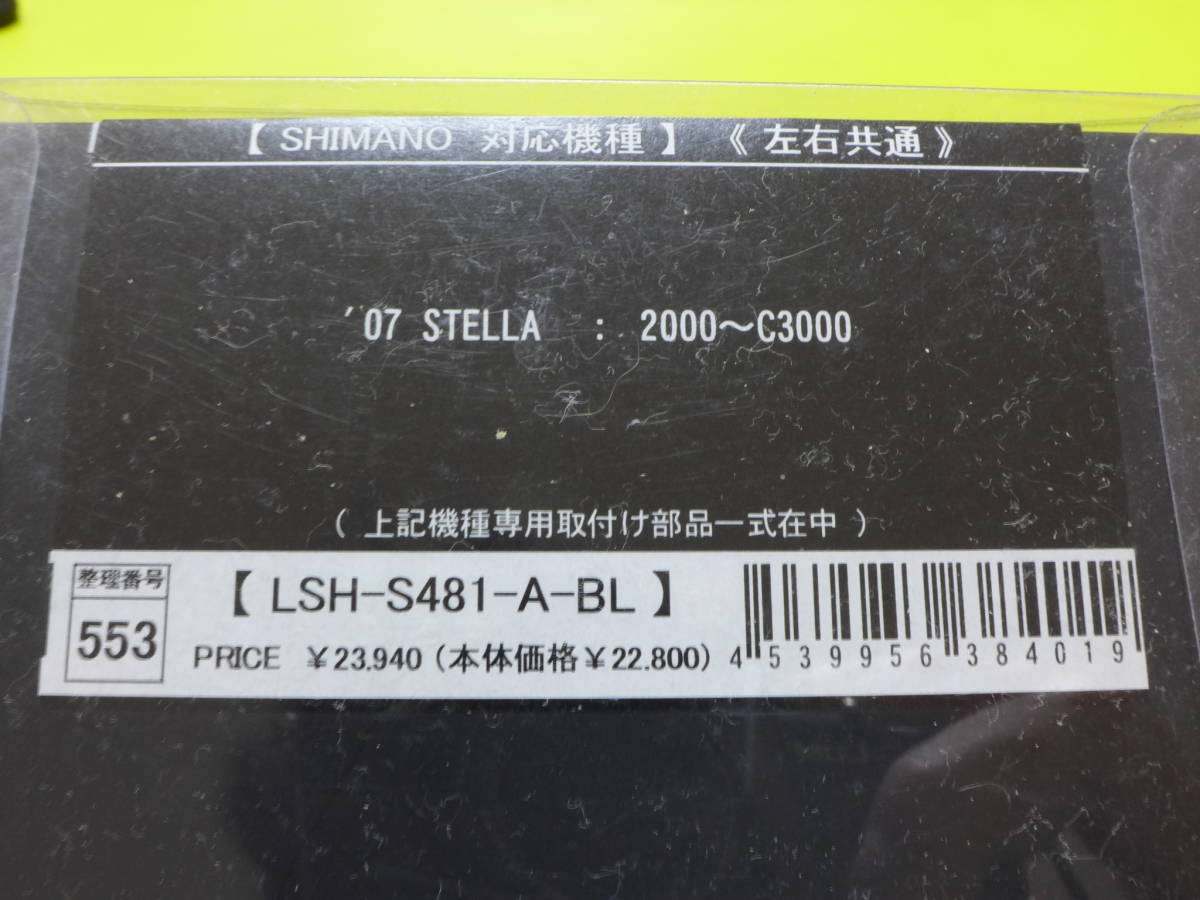 【 SHIMANO 対応機種 】 《 左右共通 》
´07 STELLA : 2000～C3000
( 上記機種専用取付け部品一式在中 )
整理番号
553
【 LSH-S481-A-BL 】
PRICE ￥23.940 (本体価格￥22.800)
4539956384019